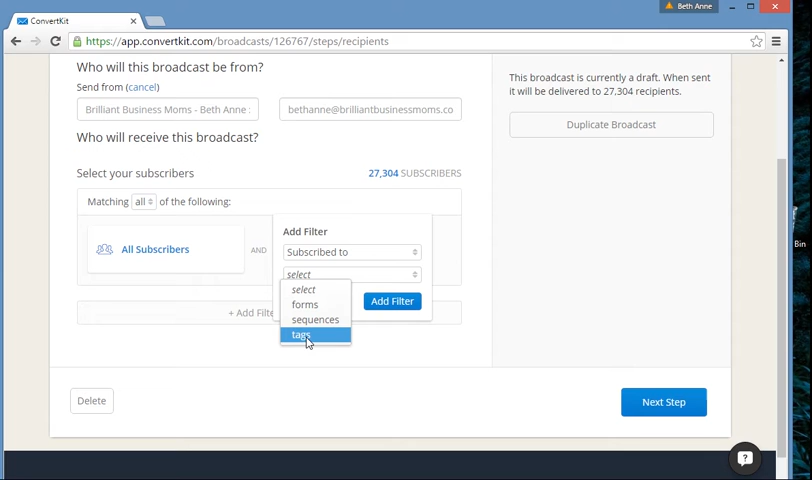 Beth Anne
ConvertKit
https://app.convertkit.com/broadcasts/126767/steps/recipients
Who will this broadcast be from?
Send from (cancel)
Brilliant Business Moms - Beth Anne :
bethanne@brilliantbusinessmoms.co
Who will receive this broadcast?
Select your subscribers
27,304 SUBSCRIBERS
Matching all of the following:
All Subscribers
AND
Add Filter
Subscribed to
select
select
forms
sequences
tags
Add Filter
+ Add Filte
Delete
Next Step
This broadcast is currently a draft. When sent
it will be delivered to 27,304 recipients.
Duplicate Broadcast
Bin